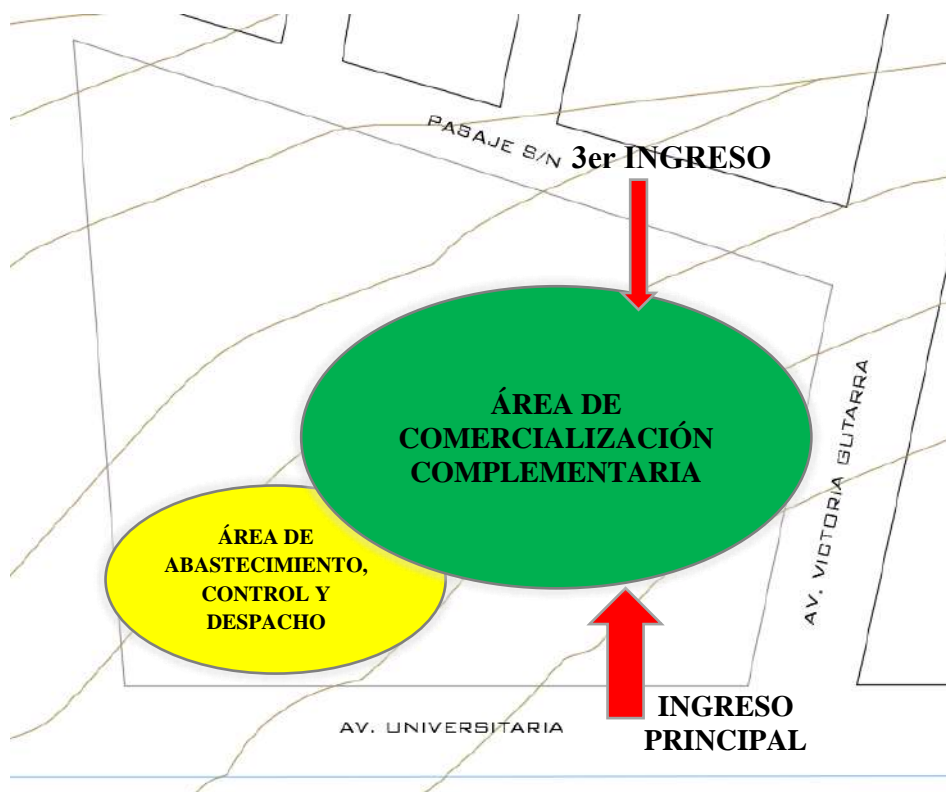 PASAJE S/N
3er INGRESO
ÁREA DE
COMERCIALIZACIÓN
COMPLEMENTARIA
ÁREA DE
ABASTECIMIENTO,
CONTROL Y
DESPACHO
AV. VICTORIA GUTARRA
AV. UNIVERSITARIA
INGRESO
PRINCIPAL